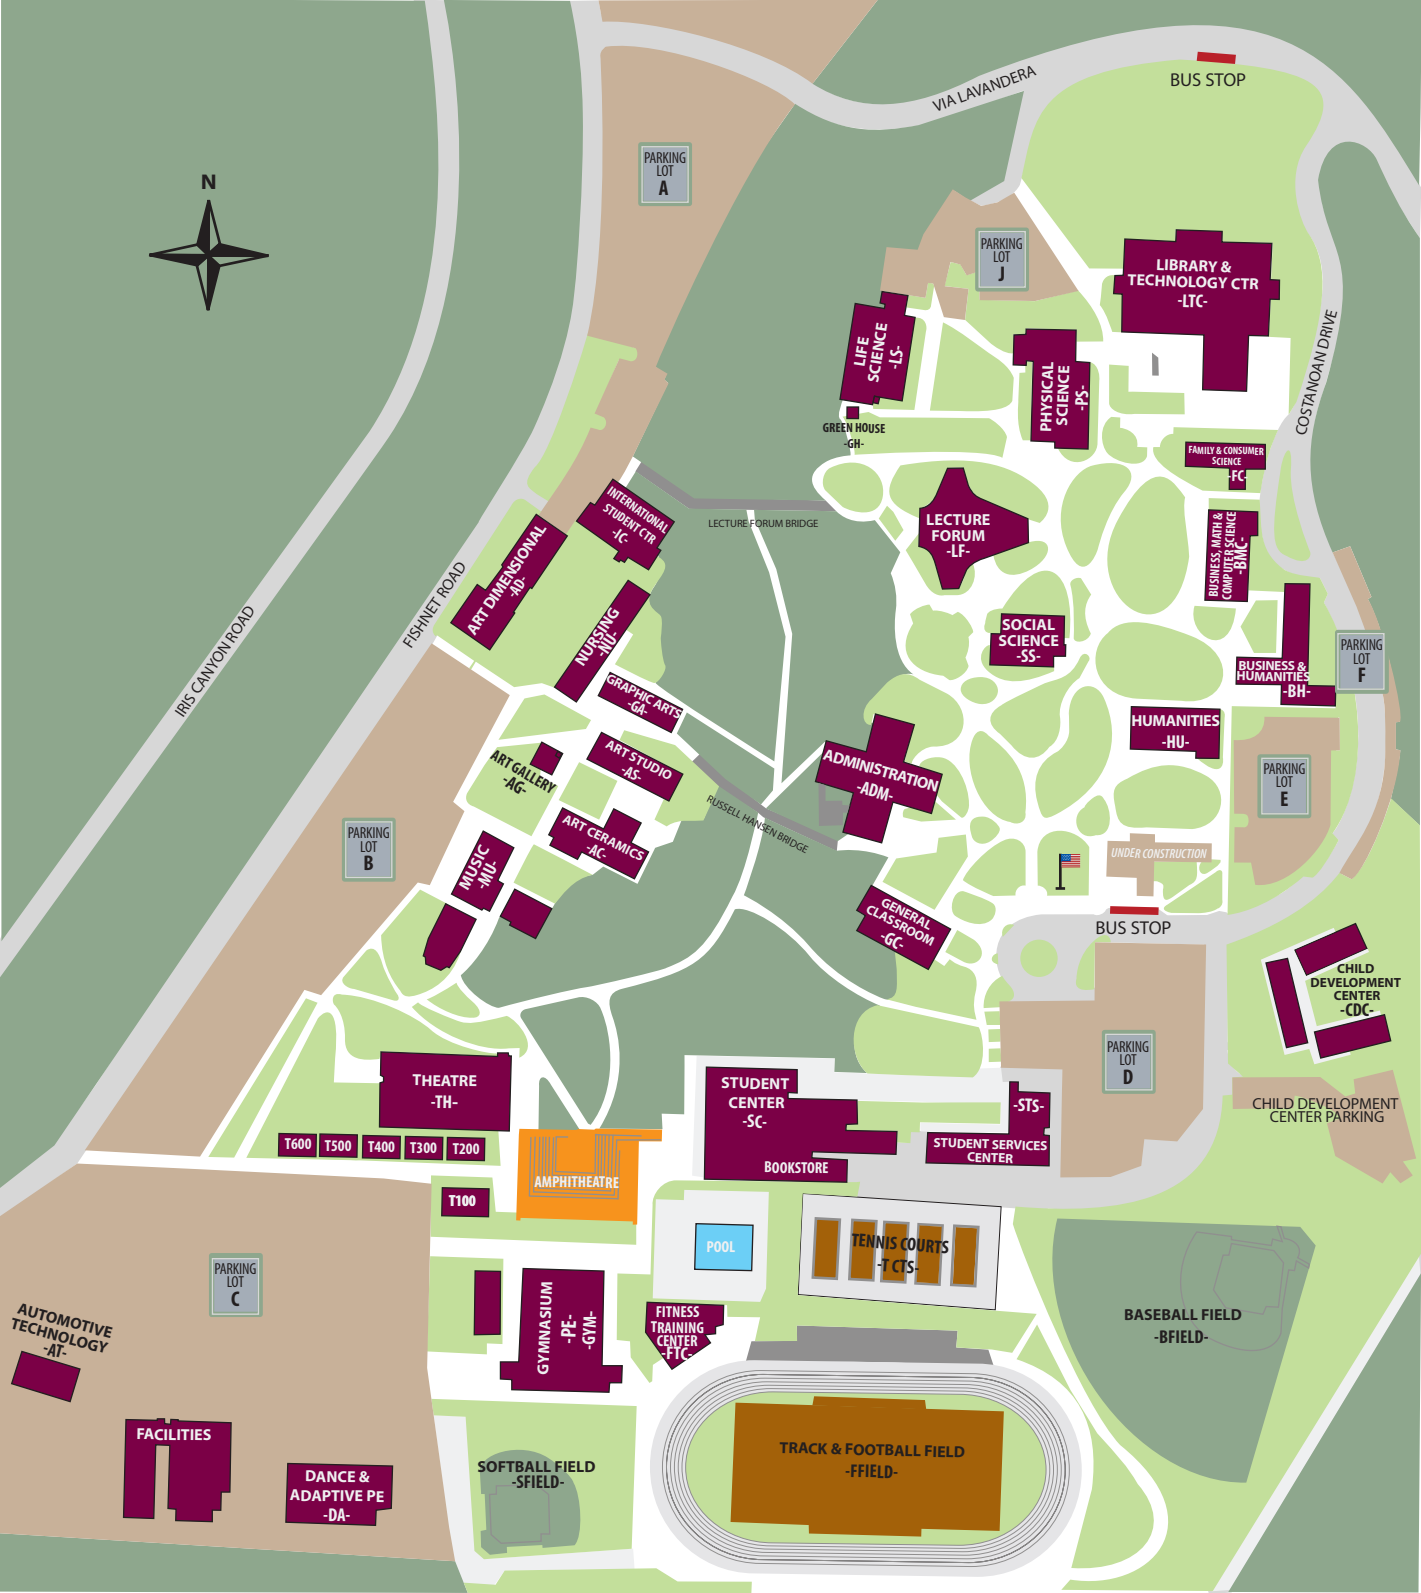 BUS STOP
VIA LAVANDERA
PARKING
LOT
A
N
PARKING
LOT
J
LIBRARY &
TECHNOLOGY CTR
-LTC-
COSTANOAN DRIVE
LIFE
SCIENCE
-LS-
PHYSICAL
SCIENCE
-PS-
GREEN HOUSE
-GH-
FAMILY & CONSUMER
SCIENCE
-FC-
INTERNATIONAL
STUDENT CTR
-IC-
LECTURE FORUM BRIDGE
LECTURE
FORUM
-LF-
BUSINESS, MATH &
COMPUTER SCIENCE
-BMC-
ART DIMENSIONAL
-AD-
FISHNET ROAD
IRIS CANYON ROAD
NURSING
-NU-
SOCIAL
SCIENCE
-SS-
PARKING
LOT
F
BUSINESS &
HUMANITIES
-BH-
GRAPHIC ARTS
-GA-
HUMANITIES
-HU-
ART STUDIO
-AS-
ART GALLERY
-AG-
ADMINISTRATION
-ADM-
PARKING
LOT
E
RUSSELL HANSEN BRIDGE
ART CERAMICS
-AC-
PARKING
LOT
B
MUSIC
-MU-
UNDER CONSTRUCTION
GENERAL
CLASSROOM
-GC-
BUS STOP
CHILD
DEVELOPMENT
CENTER
-CDC-
PARKING
LOT
D
THEATRE
-TH-
STUDENT
CENTER
-SC-
BOOKSTORE
-STS-
STUDENT SERVICES
CENTER
CHILD DEVELOPMENT
CENTER PARKING
T600
T500
T400
T300
T200
T100
AMPHITHEATRE
POOL
TENNIS COURTS
-T CTS-
PARKING
LOT
C
AUTOMOTIVE
TECHNOLOGY
-AT-
GYMNASIUM
-PE-
-GYM-
FITNESS
TRAINING
CENTER
-FTC-
BASEBALL FIELD
-BFIELD-
FACILITIES
DANCE &
ADAPTIVE PE
-DA-
SOFTBALL FIELD
-SFIELD-
TRACK & FOOTBALL FIELD
-FFIELD-